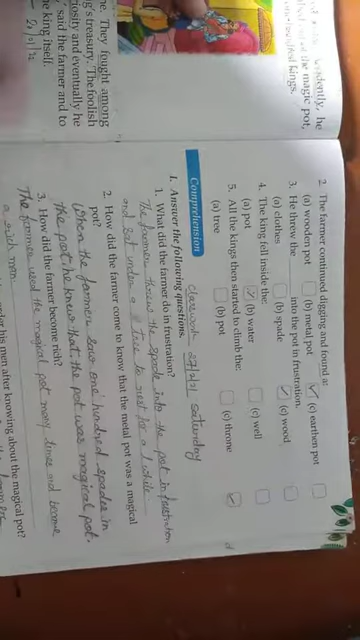 ne. They fought among
g's treasury. The foolish
riosity and eventually he
said the farmer and to
he king itself.
he
the magic pot,
kings.
2. The farmer continued digging and found a:
(a) wooden pot (b) metal pot (c) earthen pot
3. He threw the into the pot in frustration.
(a) clothes (b) spade (c) wood
4. The king fell inside the:
(a) pot (b) water (c) well
5. All the kings then started to climb the:
(a) tree (b) pot (c) throne
Comprehension
classwork 27/2/21 saturday
I. Answer the following questions.
1. What did the farmer do in frustration?
The farmer threw the spade into the pot in frustration
and sat under a tree to rest for a while.
2. How did the farmer come to know that the metal pot was a magical
pot?
When the farmer saw one hundred spades in
the pot he knew that the pot was magical pot.
3. How did the farmer become rich?
The farmer used the magical pot many times and became
a rich man
his men after knowing about the magical pot?